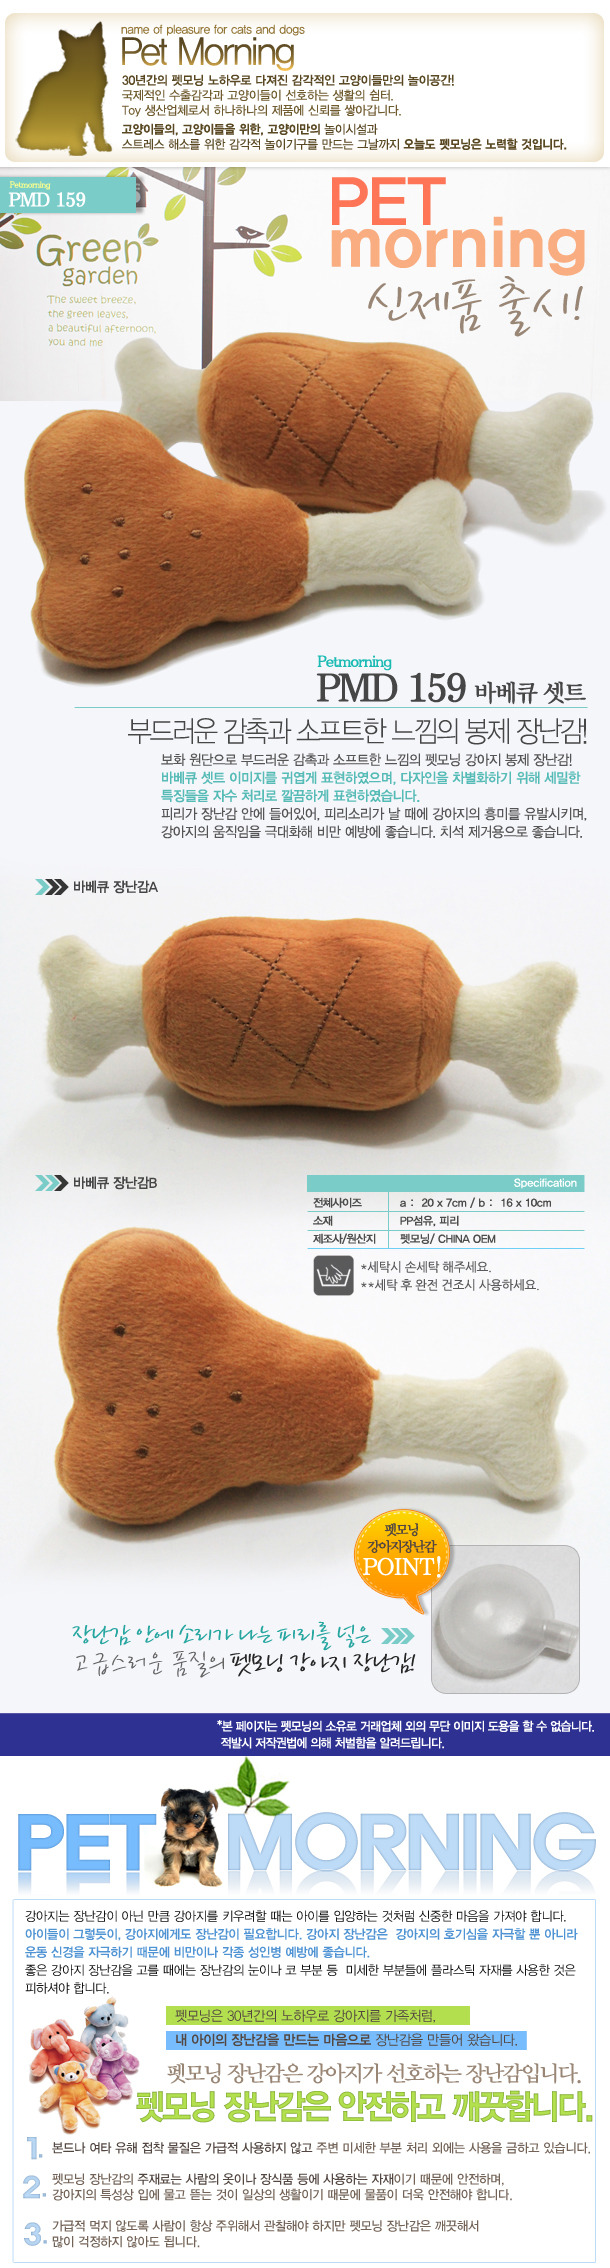 name of pleasure for cats and dogs
Pet Morning
30년간의 펫모닝 노하우로 다져진 감각적인 고양이들만의 놀이공간!
국제적인 수출감각과 고양이들이 선호하는 생활의 쉼터.
Toy 생산업체로서 하나하나의 제품에 신뢰를 쌓아갑니다.
고양이들의, 고양이들을 위한, 고양이만의 놀이시설과
스트레스 해소를 위한 감각적 놀이기구를 만드는 그날까지 오늘도 펫모닝은 노력할 것입니다.
Petmorning
PMD 159
Green
garden
The sweet breeze,
the green leaves,
a beautiful afternoon,
you and me
PET
morning
신제품 출시!
Petmorning
PMD 159 바베큐 셋트
부드러운 감촉과 소프트한 느낌의 봉제 장난감!
보화 원단으로 부드러운 감촉과 소프트한 느낌의 펫모닝 강아지 봉제 장난감!
바베큐 셋트 이미지를 귀엽게 표현하였으며, 다자인을 차별화하기 위해 세밀한
특징들을 자수 처리로 깔끔하게 표현하였습니다.
피리가 장난감 안에 들어있어, 피리소리가 날 때에 강아지의 흥미를 유발시키며,
강아지의 움직임을 극대화해 비만 예방에 좋습니다. 치석 제거용으로 좋습니다.
바베큐 장난감A
바베큐 장난감B
Specification
전체사이즈 a : 20 x 7cm / b : 16 x 10cm
소재 PP섬유, 피리
제조사/원산지 펫모닝/ CHINA OEM
*세탁시 손세탁 해주세요.
**세탁 후 완전 건조시 사용하세요.
펫모닝
강아지장난감
POINT!
장난감 안에 소리가 나는 피리를 넣은
고급스러운 품질의 펫모닝 강아지 장난감!
*본 페이지는 펫모닝의 소유로 거래업체 외의 무단 이미지 도용을 할 수 없습니다.
적발시 저작권법에 의해 처벌함을 알려드립니다.
PET MORNING
강아지는 장난감이 아닌 만큼 강아지를 키우려할 때는 아이를 입양하는 것처럼 신중한 마음을 가져야 합니다.
아이들이 그렇듯이, 강아지에게도 장난감이 필요합니다. 강아지 장난감은 강아지의 호기심을 자극할 뿐 아니라
운동 신경을 자극하기 때문에 비만이나 각종 성인병 예방에 좋습니다.
좋은 강아지 장난감을 고를 때에는 장난감의 눈이나 코 부분 등 미세한 부분들에 플라스틱 자재를 사용한 것은
피하셔야 합니다.
펫모닝은 30년간의 노하우로 강아지를 가족처럼,
내 아이의 장난감을 만드는 마음으로 장난감을 만들어 왔습니다.
펫모닝 장난감은 강아지가 선호하는 장난감입니다.
펫모닝 장난감은 안전하고 깨끗합니다.
1. 본드나 여타 유해 접착 물질은 가급적 사용하지 않고 주변 미세한 부분 처리 외에는 사용을 금하고 있습니다.
2. 펫모닝 장난감의 주재료는 사람의 옷이나 장식품 등에 사용하는 자재이기 때문에 안전하며,
강아지의 특성상 입에 물고 뜯는 것이 일상의 생활이기 때문에 물품이 더욱 안전해야 합니다.
3. 가급적 먹지 않도록 사람이 항상 주위해서 관찰해야 하지만 펫모닝 장난감은 깨끗해서
많이 걱정하지 않아도 됩니다.